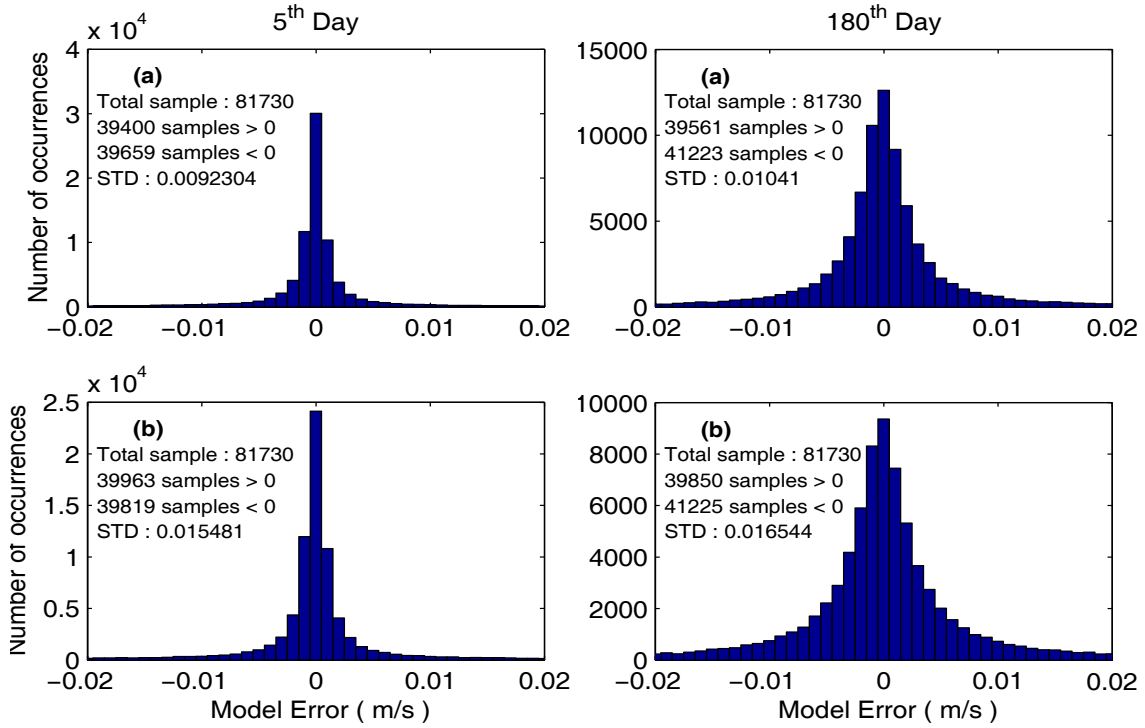 5th Day
x 10^4
Number of occurrences
4
3
2
1
0
(a)
Total sample : 81730
39400 samples > 0
39659 samples < 0
STD : 0.0092304
−0.02 −0.01 0 0.01 0.02
180th Day
15000
10000
5000
0
(a)
Total sample : 81730
39561 samples > 0
41223 samples < 0
STD : 0.01041
−0.02 −0.01 0 0.01 0.02
x 10^4
Number of occurrences
2.5
2
1.5
1
0.5
0
(b)
Total sample : 81730
39963 samples > 0
39819 samples < 0
STD : 0.015481
−0.02 −0.01 0 0.01 0.02
Model Error ( m/s )
10000
8000
6000
4000
2000
0
(b)
Total sample : 81730
39850 samples > 0
41225 samples < 0
STD : 0.016544
−0.02 −0.01 0 0.01 0.02
Model Error ( m/s )